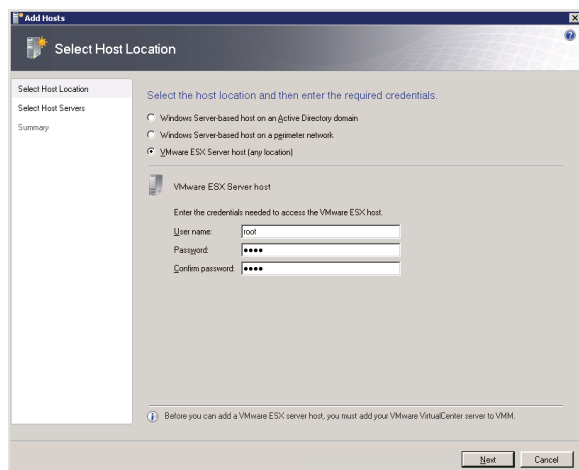 Add Hosts
Select Host Location
Select Host Location
Select Host Servers
Summary
Select the host location and then enter the required credentials.
Windows Server-based host on an Active Directory domain
Windows Server-based host on a perimeter network
VMware ESX Server host (any location)
VMware ESX Server host
Enter the credentials needed to access the VMware ESX host.
User name: root
Password: ●●●●
Confirm password: ●●●●
Before you can add a VMware ESX server host, you must add your VMware VirtualCenter server to VMM.
Next Cancel